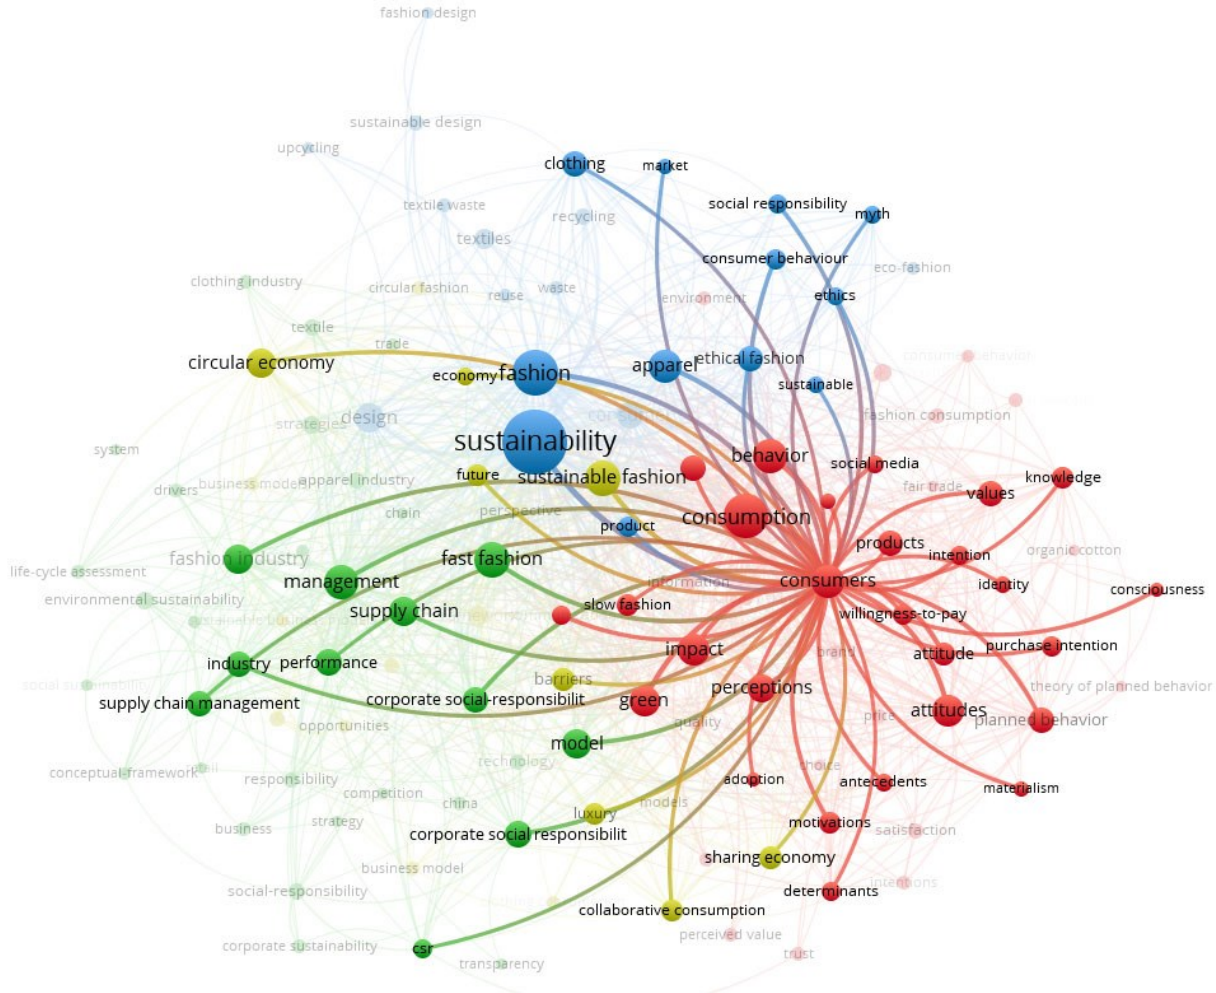 fashion design
sustainable design
upcycling
clothing
market
textile waste
recycling
social responsibility
myth
textiles
consumer behaviour
eco-fashion
clothing industry
circular fashion
reuse
waste
environment
ethics
textile
trade
circular economy
economy
fashion
apparel
ethical fashion
consumer behavior
sustainable
design
strategies
fashion consumption
sustainability
system
behavior
social media
future
sustainable fashion
apparel industry
business models
drivers
fair trade
values
knowledge
chain
perspective
product
consumption
fashion industry
fast fashion
products
intention
organic cotton
life-cycle assessment
management
information
consumers
identity
consciousness
environmental sustainability
supply chain
slow fashion
willingness-to-pay
industry
performance
impact
brand
attitude
purchase intention
barriers
social sustainability
supply chain management
corporate social-responsibilit
green
perceptions
theory of planned behavior
attitudes
planned behavior
opportunities
quality
price
model
technology
conceptual-framework
retail
responsibility
choice
adoption
antecedents
materialism
competition
china
models
luxury
business
strategy
corporate social responsibilit
motivations
satisfaction
business model
sharing economy
social-responsibility
determinants
intentions
collaborative consumption
corporate sustainability
csr
perceived value
transparency
trust